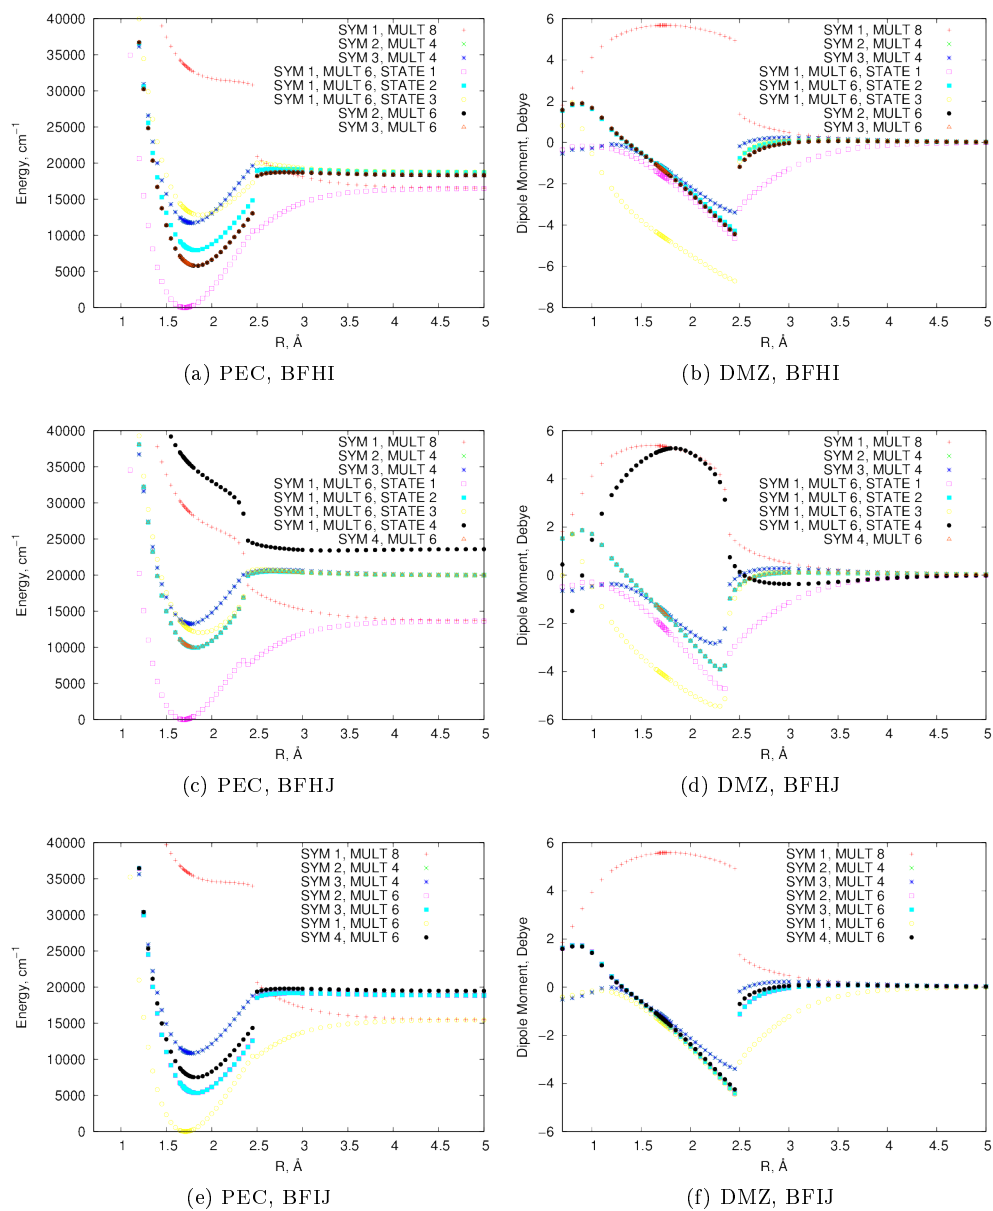 40000
35000
30000
25000
20000
15000
10000
5000
0
Energy, cm⁻¹
SYM 1, MULT 8
SYM 2, MULT 4
SYM 3, MULT 4
SYM 1, MULT 6, STATE 1
SYM 1, MULT 6, STATE 2
SYM 1, MULT 6, STATE 3
SYM 2, MULT 6
SYM 3, MULT 6
1 1.5 2 2.5 3 3.5 4 4.5 5
R, Å
(a) PEC, BFHI
6
4
2
0
−2
−4
−6
−8
Dipole Moment, Debye
SYM 1, MULT 8
SYM 2, MULT 4
SYM 3, MULT 4
SYM 1, MULT 6, STATE 1
SYM 1, MULT 6, STATE 2
SYM 1, MULT 6, STATE 3
SYM 2, MULT 6
SYM 3, MULT 6
1 1.5 2 2.5 3 3.5 4 4.5 5
R, Å
(b) DMZ, BFHI
40000
35000
30000
25000
20000
15000
10000
5000
0
Energy, cm⁻¹
SYM 1, MULT 8
SYM 2, MULT 4
SYM 3, MULT 4
SYM 1, MULT 6, STATE 1
SYM 1, MULT 6, STATE 2
SYM 1, MULT 6, STATE 3
SYM 1, MULT 6, STATE 4
SYM 4, MULT 6
1 1.5 2 2.5 3 3.5 4 4.5 5
R, Å
(c) PEC, BFHJ
6
4
2
0
−2
−4
−6
Dipole Moment, Debye
SYM 1, MULT 8
SYM 2, MULT 4
SYM 3, MULT 4
SYM 1, MULT 6, STATE 1
SYM 1, MULT 6, STATE 2
SYM 1, MULT 6, STATE 3
SYM 1, MULT 6, STATE 4
SYM 4, MULT 6
1 1.5 2 2.5 3 3.5 4 4.5 5
R, Å
(d) DMZ, BFHJ
40000
35000
30000
25000
20000
15000
10000
5000
0
Energy, cm⁻¹
SYM 1, MULT 8
SYM 2, MULT 4
SYM 3, MULT 4
SYM 2, MULT 6
SYM 3, MULT 6
SYM 1, MULT 6
SYM 4, MULT 6
1 1.5 2 2.5 3 3.5 4 4.5 5
R, Å
(e) PEC, BFIJ
6
4
2
0
−2
−4
−6
Dipole Moment, Debye
SYM 1, MULT 8
SYM 2, MULT 4
SYM 3, MULT 4
SYM 2, MULT 6
SYM 3, MULT 6
SYM 1, MULT 6
SYM 4, MULT 6
1 1.5 2 2.5 3 3.5 4 4.5 5
R, Å
(f) DMZ, BFIJ